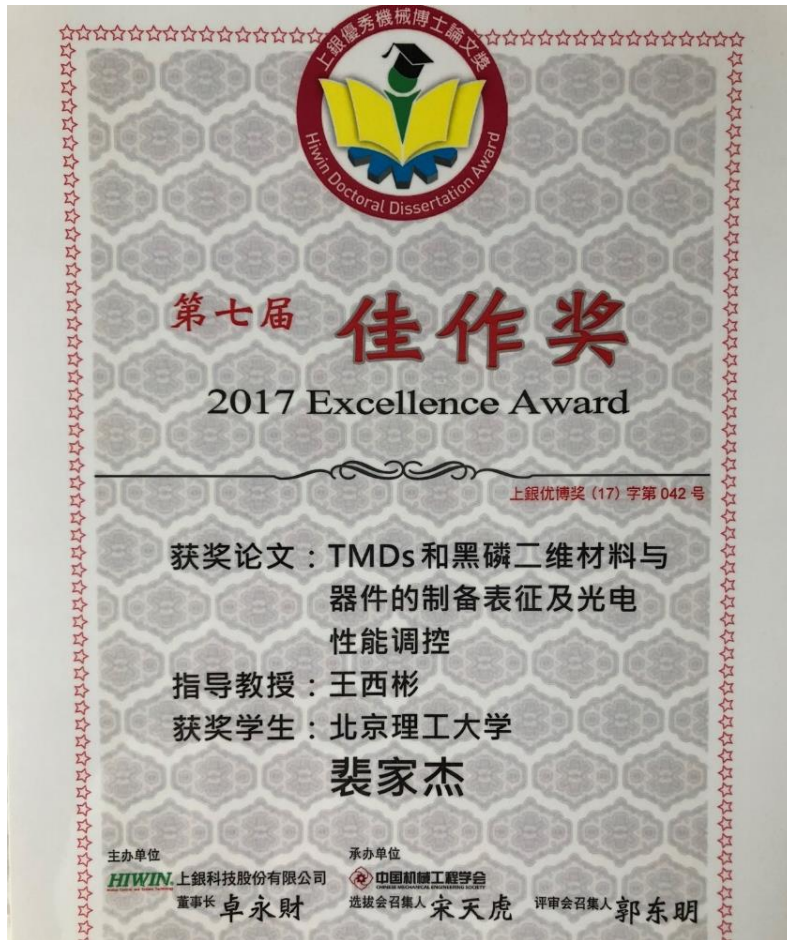 上銀優秀機械博士論文獎
Hiwin Doctoral Dissertation Award
第七届 佳作奖
2017 Excellence Award
上銀优博奖（17）字第 042 号
获奖论文：TMDs和黑磷二维材料与
器件的制备表征及光电
性能调控
指导教授：王西彬
获奖学生：北京理工大学
裴家杰
主办单位 承办单位
HIWIN 上銀科技股份有限公司 中国机械工程学会
CHINESE MECHANICAL ENGINEERING SOCIETY
董事长 卓永財 选拔会召集人 宋天虎 评审会召集人 郭东明